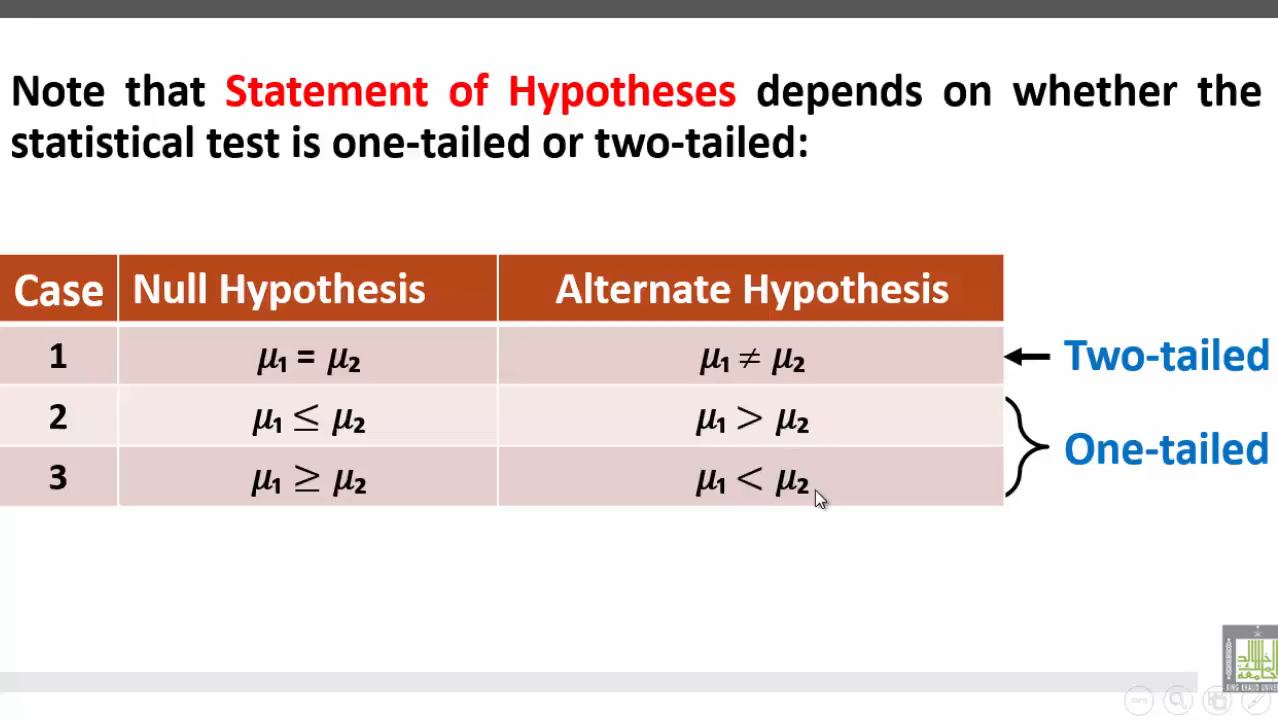 Note that Statement of Hypotheses depends on whether the
statistical test is one-tailed or two-tailed:
Case Null Hypothesis Alternate Hypothesis
1 μ₁ = μ₂ μ₁ ≠ μ₂ Two-tailed
2 μ₁ ≤ μ₂ μ₁ > μ₂
One-tailed
3 μ₁ ≥ μ₂ μ₁ < μ₂